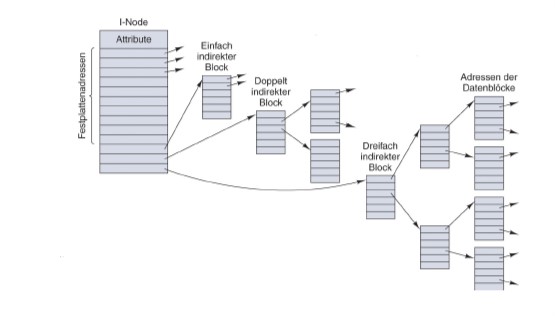 I-Node
Attribute
Festplattenadressen
Einfach
indirekter
Block
Doppelt
indirekter
Block
Dreifach
indirekter
Block
Adressen der
Datenblöcke